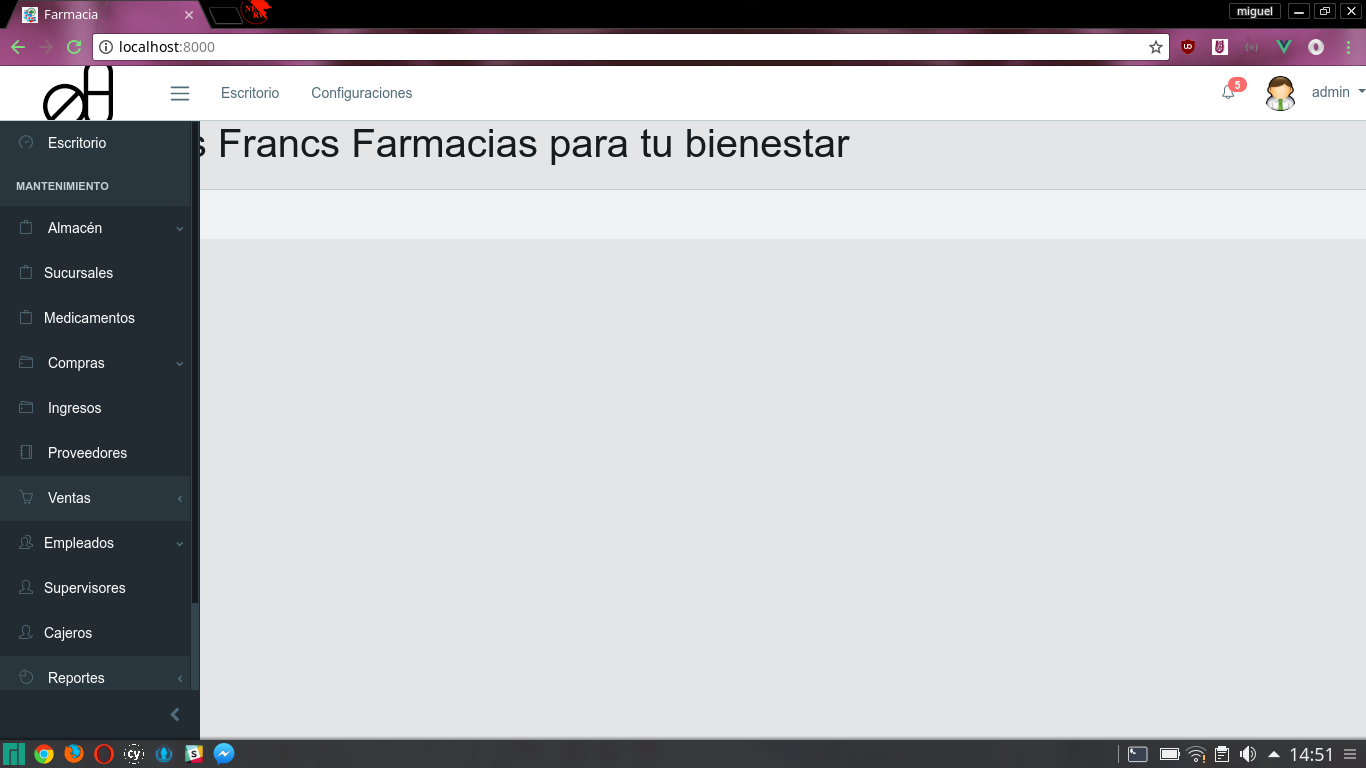 Farmacia
miguel
localhost:8000
Escritorio
Configuraciones
5
admin
Escritorio
s Francs Farmacias para tu bienestar
MANTENIMIENTO
Almacén
Sucursales
Medicamentos
Compras
Ingresos
Proveedores
Ventas
Empleados
Supervisores
Cajeros
Reportes
cy
14:51